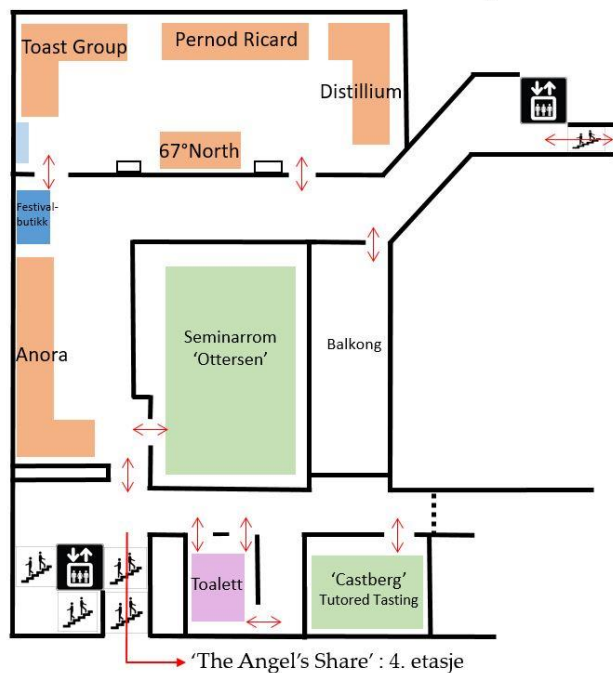 Toast Group
Pernod Ricard
Distillium
67°North
Festival-
butikk
Anora
Seminarrom
‘Ottersen’
Balkong
Toalett
‘Castberg’
Tutored Tasting
‘The Angel’s Share’ : 4. etasje